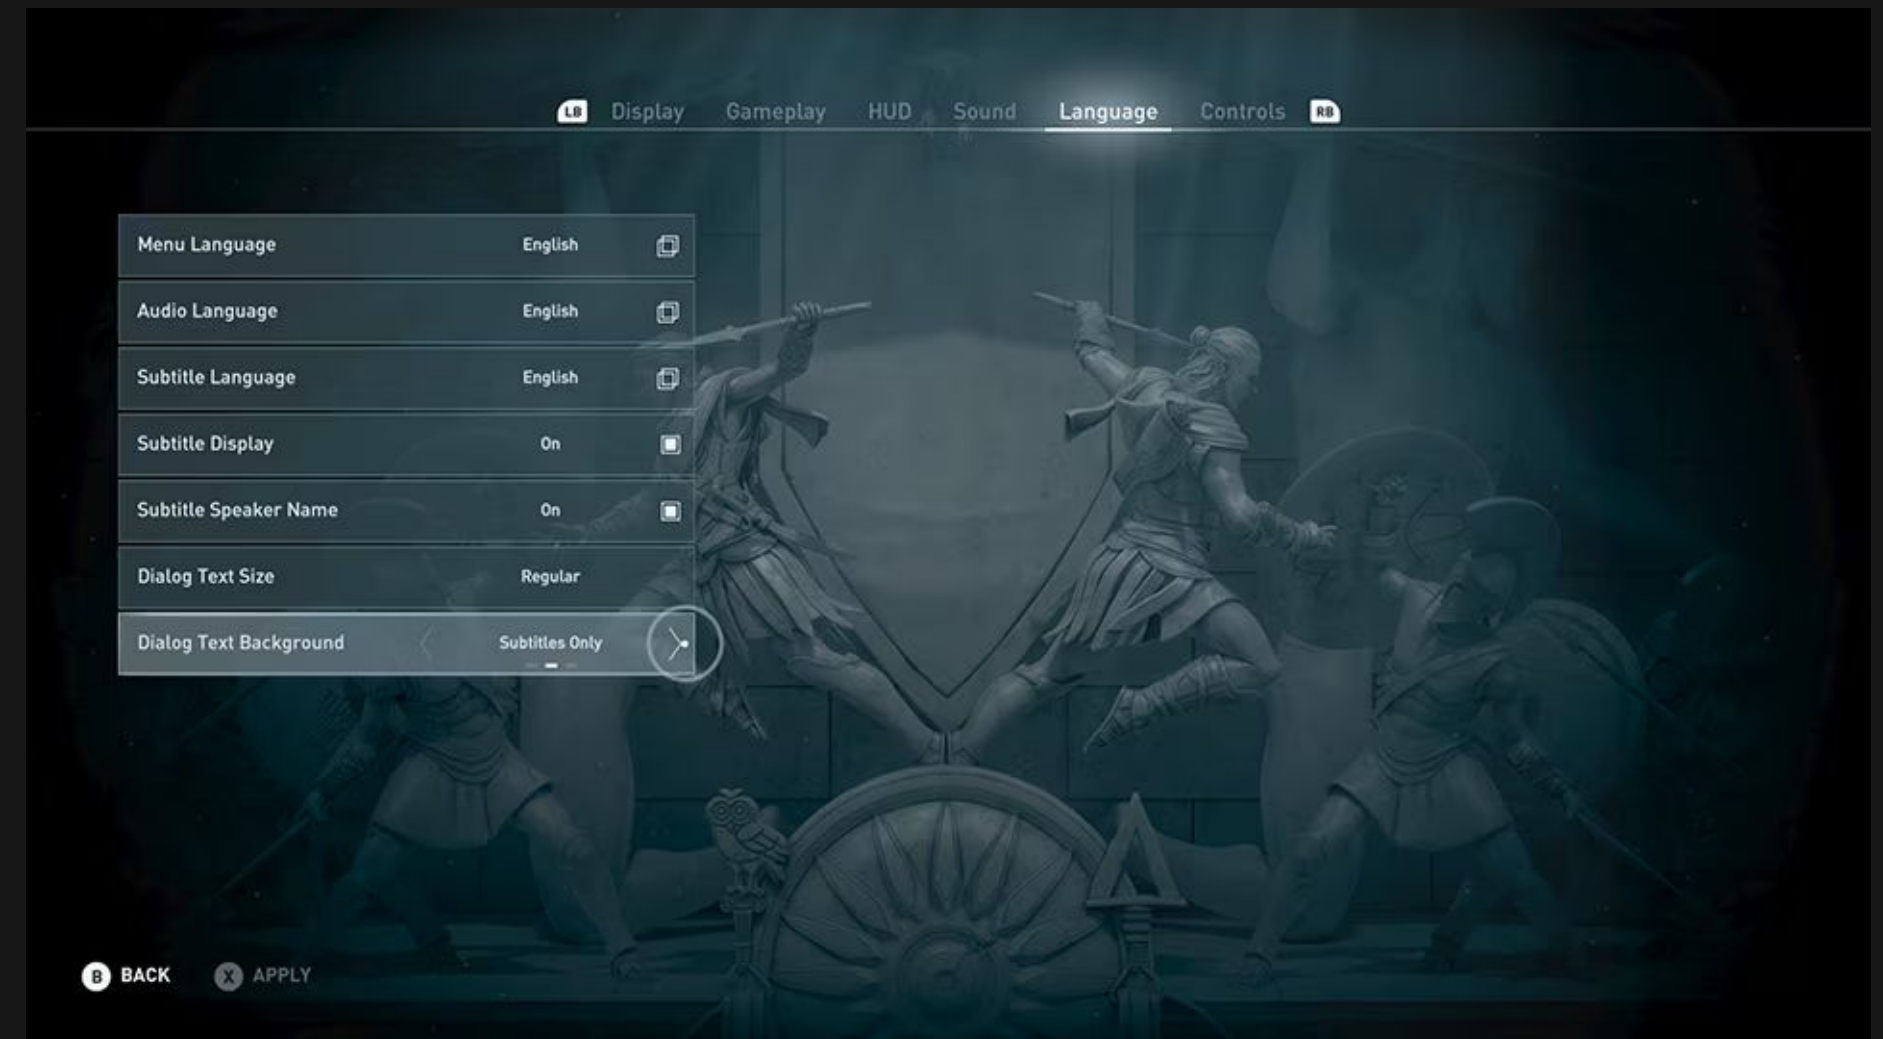 LB Display Gameplay HUD Sound Language Controls RB
Menu Language English
Audio Language English
Subtitle Language English
Subtitle Display On
Subtitle Speaker Name On
Dialog Text Size Regular
Dialog Text Background Subtitles Only
B BACK X APPLY